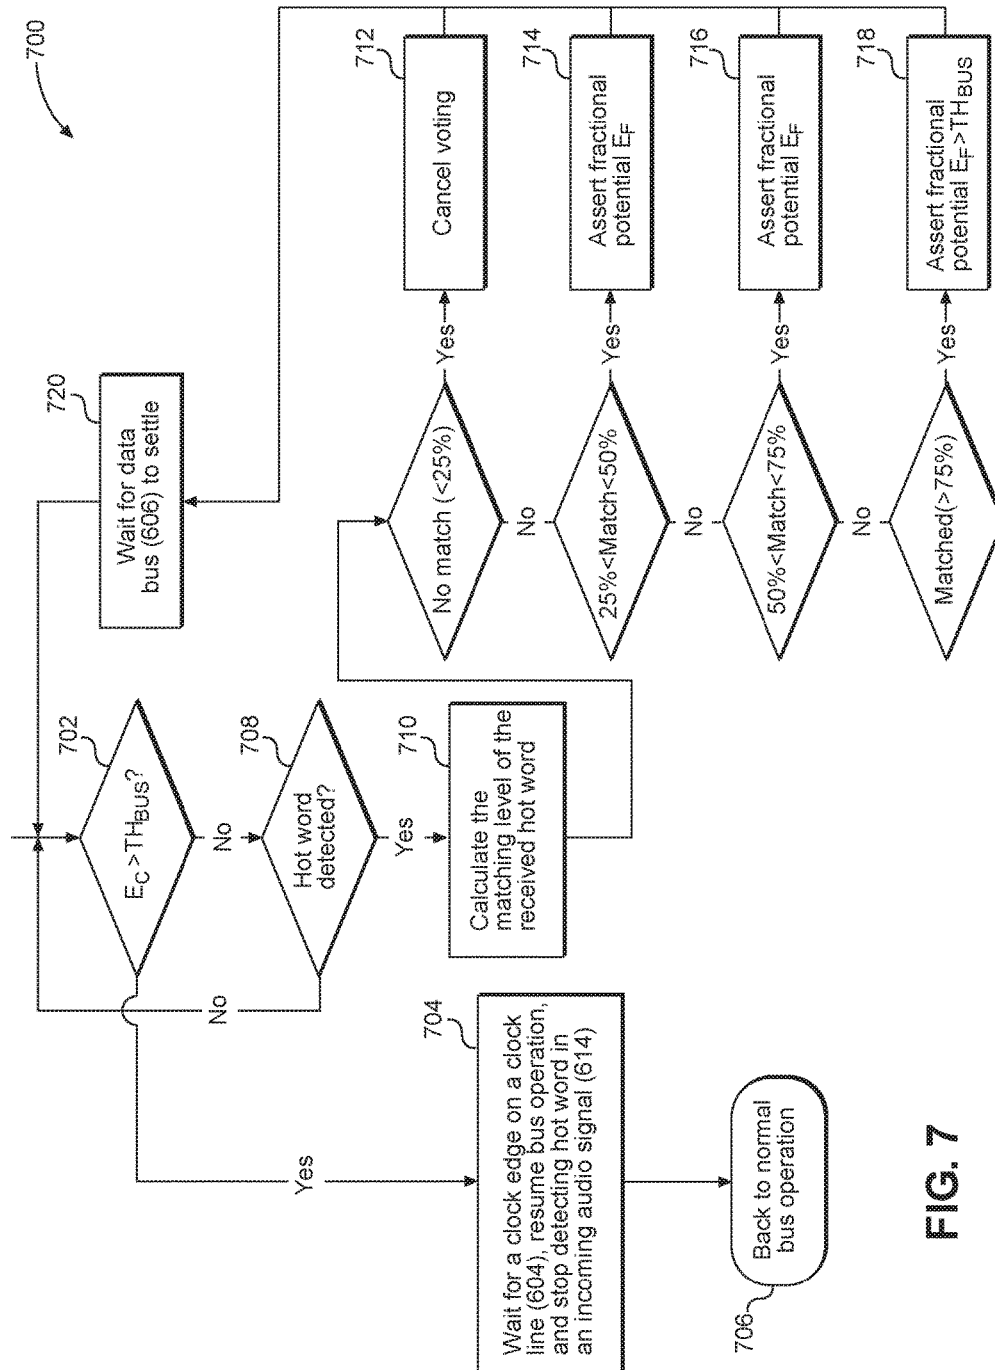 700
720
Wait for data
bus (606) to settle
702
E_C>TH_BUS?
No
708
Hot word
detected?
No
Yes
710
Calculate the
matching level of the
received hot word
Yes
704
Wait for a clock edge on a clock
line (604), resume bus operation,
and stop detecting hot word in
an incoming audio signal (614)
706
Back to normal
bus operation
No match (<25%)
Yes
712
Cancel voting
No
25%<Match<50%
Yes
714
Assert fractional
potential E_F
No
50%<Match<75%
Yes
716
Assert fractional
potential E_F
No
Matched(>75%)
Yes
718
Assert fractional
potential E_F>TH_BUS
FIG. 7